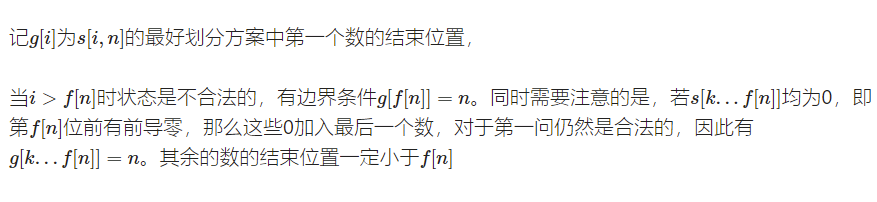 记g[i]为s[i, n]的最好划分方案中第一个数的结束位置，
当i > f[n]时状态是不合法的，有边界条件g[f[n]] = n。同时需要注意的是，若s[k…f[n]]均为0，即
第f[n]位前有前导零，那么这些0加入最后一个数，对于第一问仍然是合法的，因此有
g[k…f[n]] = n。其余的数的结束位置一定小于f[n]